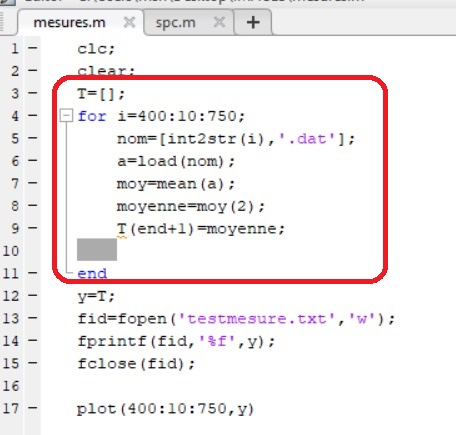 mesures.m × spc.m × +
1 - clc;
2 - clear;
3 - T=[];
4 - for i=400:10:750;
5 - nom=[int2str(i),'.dat'];
6 - a=load(nom);
7 - moy=mean(a);
8 - moyenne=moy(2);
9 - T(end+1)=moyenne;
10
11 - end
12 - y=T;
13 - fid=fopen('testmesure.txt','w');
14 - fprintf(fid,'%f',y);
15 - fclose(fid);
16
17 - plot(400:10:750,y)